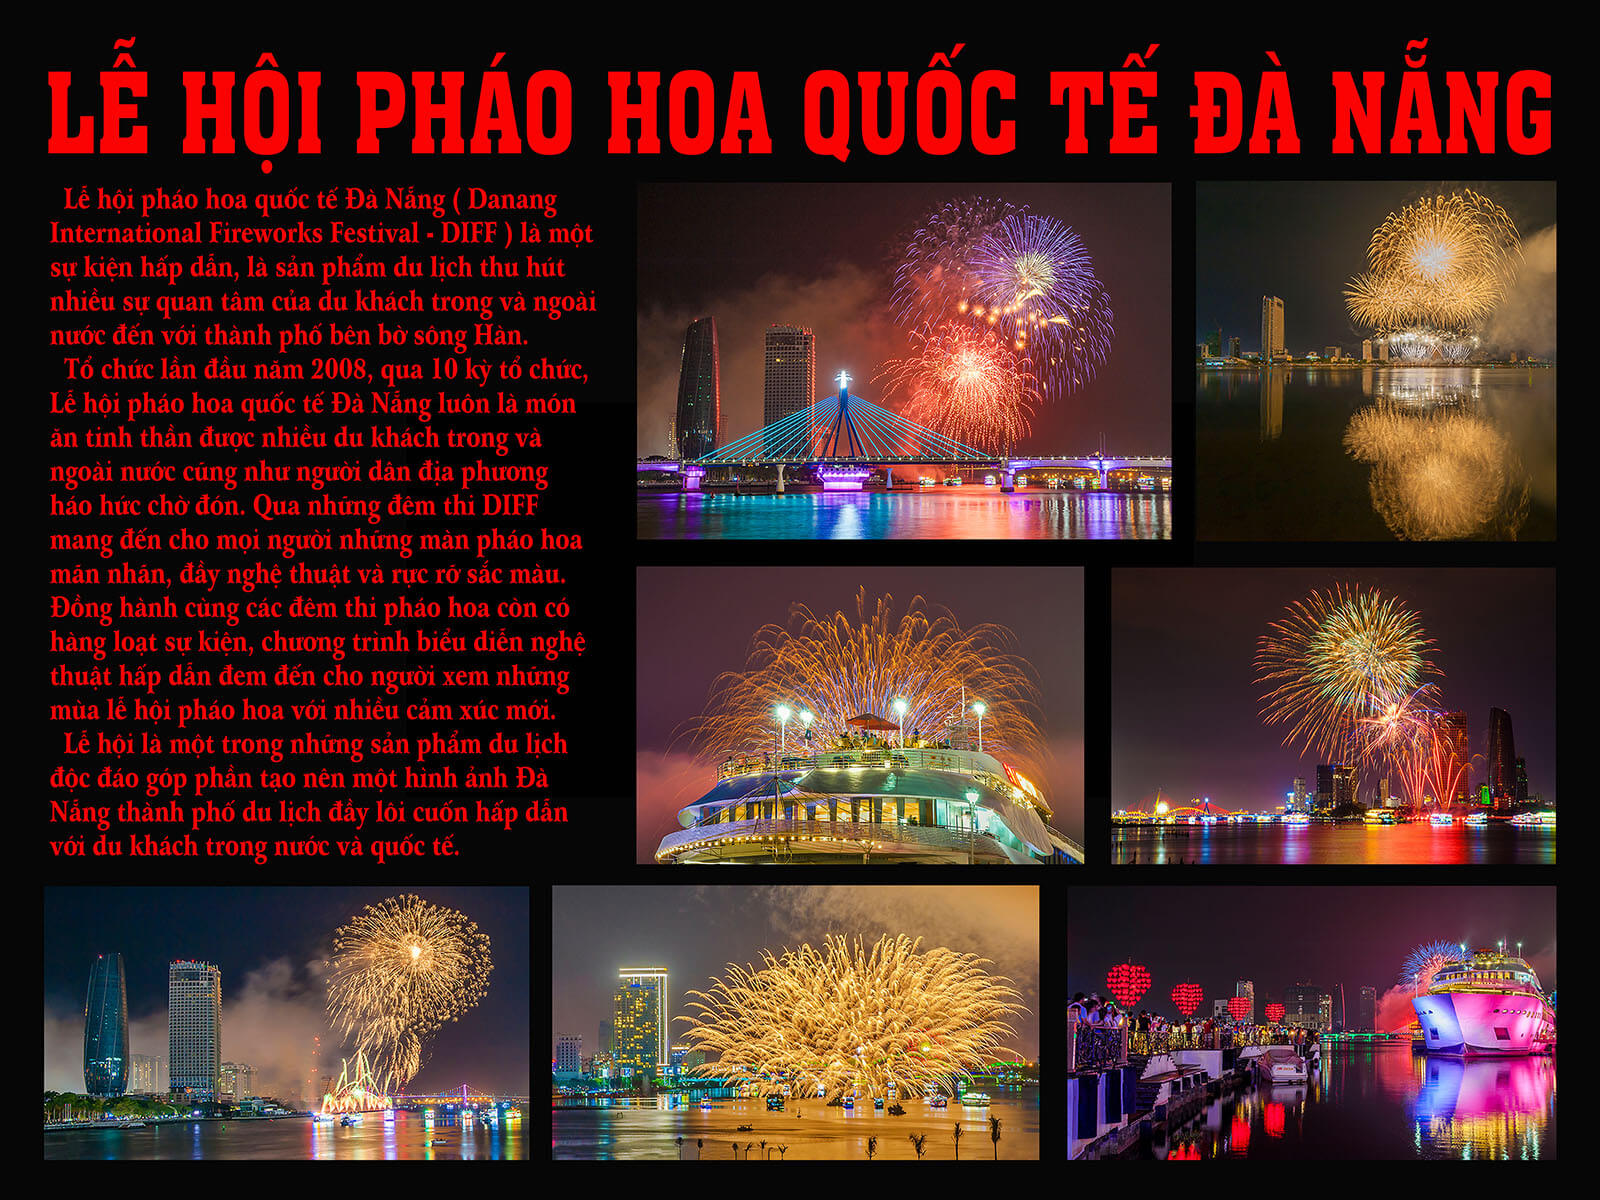 LỄ HỘI PHÁO HOA QUỐC TẾ ĐÀ NẴNG
Lễ hội pháo hoa quốc tế Đà Nẵng ( Danang
International Fireworks Festival - DIFF ) là một
sự kiện hấp dẫn, là sản phẩm du lịch thu hút
nhiều sự quan tâm của du khách trong và ngoài
nước đến với thành phố bên bờ sông Hàn.
Tổ chức lần đầu năm 2008, qua 10 kỳ tổ chức,
Lễ hội pháo hoa quốc tế Đà Nẵng luôn là món
ăn tinh thần được nhiều du khách trong và
ngoài nước cũng như người dân địa phương
háo hức chờ đón. Qua những đêm thi DIFF
mang đến cho mọi người những màn pháo hoa
mãn nhãn, đầy nghệ thuật và rực rỡ sắc màu.
Đồng hành cùng các đêm thi pháo hoa còn có
hàng loạt sự kiện, chương trình biểu diễn nghệ
thuật hấp dẫn đem đến cho người xem những
mùa lễ hội pháo hoa với nhiều cảm xúc mới.
Lễ hội là một trong những sản phẩm du lịch
độc đáo góp phần tạo nên một hình ảnh Đà
Nẵng thành phố du lịch đầy lôi cuốn hấp dẫn
với du khách trong nước và quốc tế.